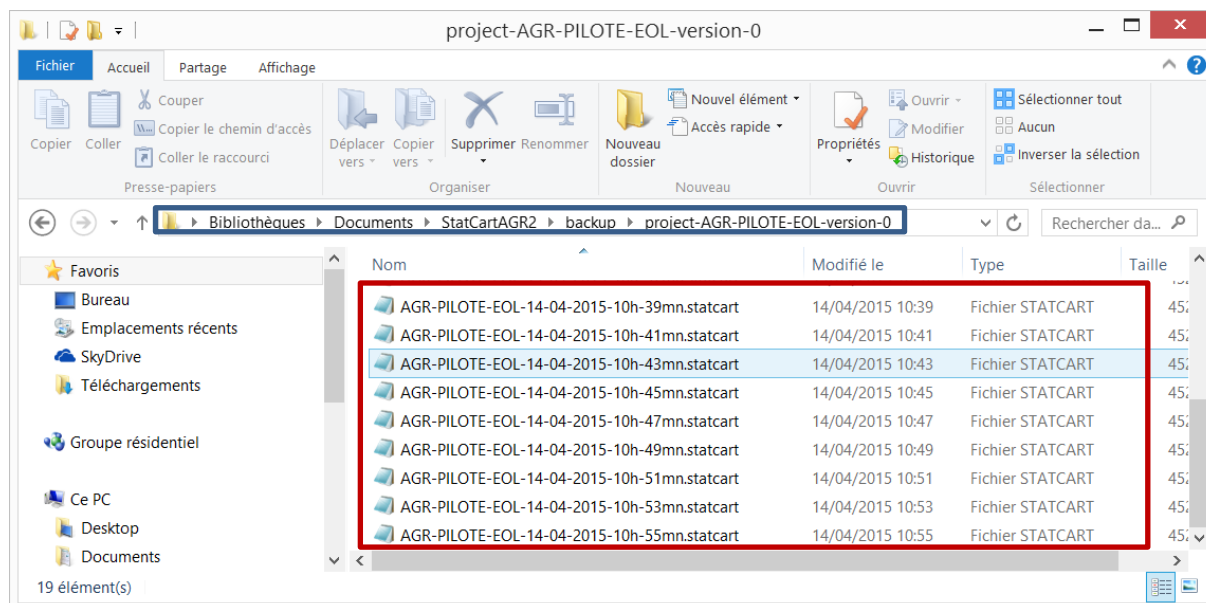 project-AGR-PILOTE-EOL-version-0
Fichier Accueil Partage Affichage
Copier
Coller
Couper
Copier le chemin d'accès
Coller le raccourci
Presse-papiers
Déplacer vers
Copier vers
Supprimer
Renommer
Organiser
Nouveau dossier
Nouvel élément
Accès rapide
Nouveau
Propriétés
Ouvrir
Modifier
Historique
Ouvrir
Sélectionner tout
Aucun
Inverser la sélection
Sélectionner
Bibliothèques Documents StatCartAGR2 backup project-AGR-PILOTE-EOL-version-0
Rechercher da...
Favoris
Bureau
Emplacements récents
SkyDrive
Téléchargements
Groupe résidentiel
Ce PC
Desktop
Documents
Nom Modifié le Type Taille
AGR-PILOTE-EOL-14-04-2015-10h-39mn.statcart 14/04/2015 10:39 Fichier STATCART
AGR-PILOTE-EOL-14-04-2015-10h-41mn.statcart 14/04/2015 10:41 Fichier STATCART
AGR-PILOTE-EOL-14-04-2015-10h-43mn.statcart 14/04/2015 10:43 Fichier STATCART
AGR-PILOTE-EOL-14-04-2015-10h-45mn.statcart 14/04/2015 10:45 Fichier STATCART
AGR-PILOTE-EOL-14-04-2015-10h-47mn.statcart 14/04/2015 10:47 Fichier STATCART
AGR-PILOTE-EOL-14-04-2015-10h-49mn.statcart 14/04/2015 10:49 Fichier STATCART
AGR-PILOTE-EOL-14-04-2015-10h-51mn.statcart 14/04/2015 10:51 Fichier STATCART
AGR-PILOTE-EOL-14-04-2015-10h-53mn.statcart 14/04/2015 10:53 Fichier STATCART
AGR-PILOTE-EOL-14-04-2015-10h-55mn.statcart 14/04/2015 10:55 Fichier STATCART
19 élément(s)